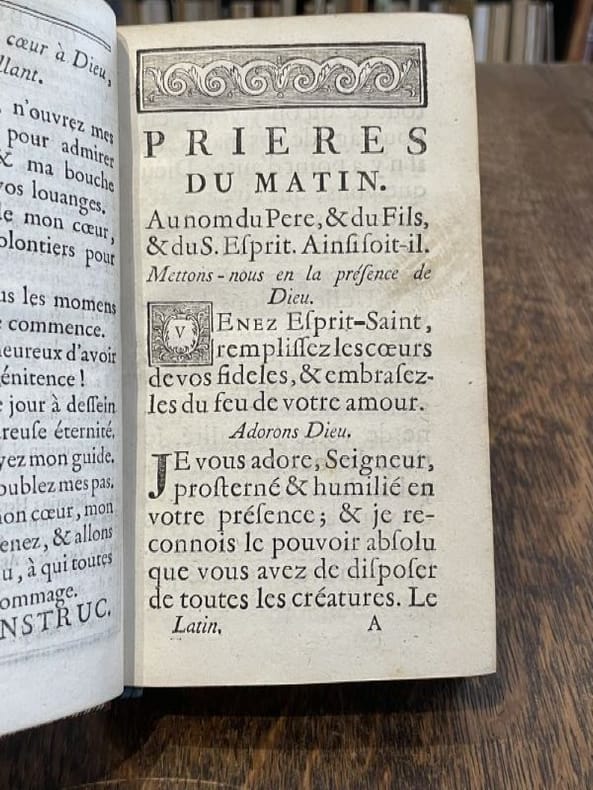 cœur à Dieu,
llant.
n'ouvrez mes
pour admirer
& ma bouche
vos louanges.
de mon cœur,
olontiers pour
us les momens
commence.
eureux d'avoir
énitence !
e jour à deſſein
reuſe éternité.
yez mon guide.
oublez mes pas.
mon cœur, mon
enez, & allons
u, à qui toutes
ommage.
NSTRUC.
PRIERES
DU MATIN.
Au nom du Pere, & du Fils,
& du S. Eſprit. Ainſi ſoit-il.
Mettons-nous en la préſence de
Dieu.
VENEZ Eſprit-Saint,
rempliſſez les cœurs
de vos fideles, & embraſez-
les du feu de votre amour.
Adorons Dieu.
JE vous adore, Seigneur,
proſterné & humilié en
votre préſence ; & je re-
connois le pouvoir abſolu
que vous avez de diſpoſer
de toutes les créatures. Le
Latin. A